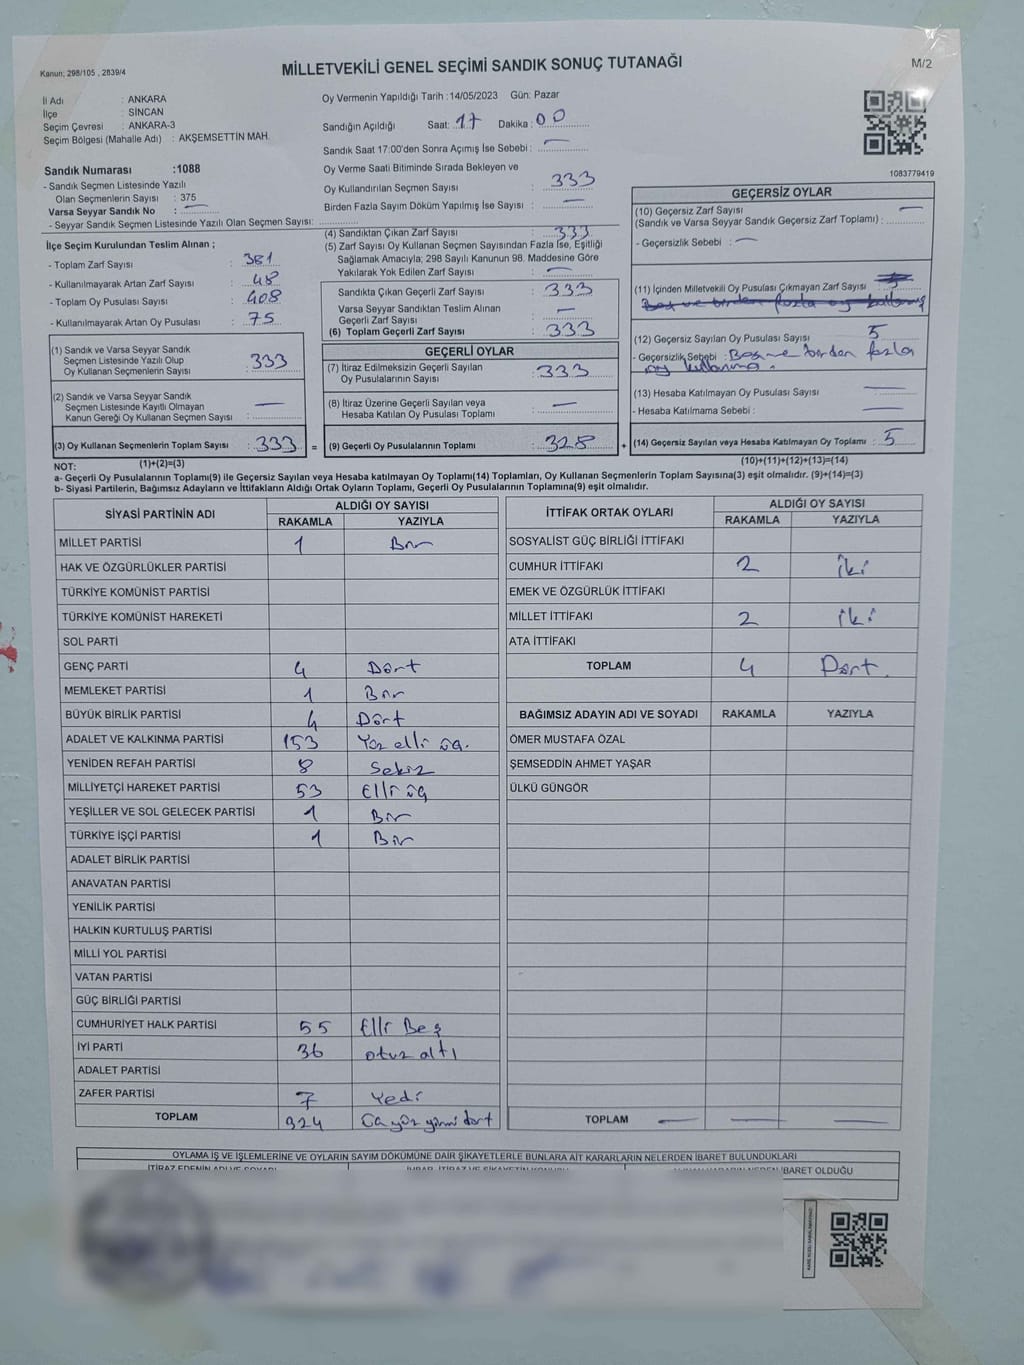 Kanun: 298/105 , 2839/4
MİLLETVEKİLİ GENEL SEÇİMİ SANDIK SONUÇ TUTANAĞI
M/2
İl Adı : ANKARA
İlçe : SİNCAN
Seçim Çevresi : ANKARA-3
Seçim Bölgesi (Mahalle Adı) : AKŞEMSETTİN MAH.
Sandık Numarası :1088
- Sandık Seçmen Listesinde Yazılı
Olan Seçmenlerin Sayısı : 375
Varsa Seyyar Sandık No : —
- Seyyar Sandık Seçmen Listesinde Yazılı Olan Seçmen Sayısı:
Oy Vermenin Yapıldığı Tarih :14/05/2023 Gün: Pazar
Sandığın Açıldığı Saat: 17 Dakika : 00
Sandık Saat 17:00'den Sonra Açımış İse Sebebi : —
Oy Verme Saati Bitiminde Sırada Bekleyen ve
Oy Kullandırılan Seçmen Sayısı : 333
Birden Fazla Sayım Döküm Yapılmış İse Sayısı : —
1083779419
İlçe Seçim Kurulundan Teslim Alınan ;
- Toplam Zarf Sayısı : 381
- Kullanılmayarak Artan Zarf Sayısı : 48
- Toplam Oy Pusulası Sayısı : 408
- Kullanılmayarak Artan Oy Pusulası : 75
(1) Sandık ve Varsa Seyyar Sandık
Seçmen Listesinde Yazılı Olup
Oy Kullanan Seçmenlerin Sayısı : 333
(2) Sandık ve Varsa Seyyar Sandık
Seçmen Listesinde Kayıtlı Olmayan
Kanun Gereği Oy Kullanan Seçmen Sayısı : —
(3) Oy Kullanan Seçmenlerin Toplam Sayısı : 333 =
(1)+(2)=(3)
(4) Sandıktan Çıkan Zarf Sayısı : 333
(5) Zarf Sayısı Oy Kullanan Seçmen Sayısından Fazla İse, Eşitliği
Sağlamak Amacıyla; 298 Sayılı Kanunun 98. Maddesine Göre
Yakılarak Yok Edilen Zarf Sayısı : —
Sandıkta Çıkan Geçerli Zarf Sayısı : 333
Varsa Seyyar Sandıktan Teslim Alınan
Geçerli Zarf Sayısı : —
(6) Toplam Geçerli Zarf Sayısı : 333
GEÇERLİ OYLAR
(7) İtiraz Edilmeksizin Geçerli Sayılan
Oy Pusulalarının Sayısı : 333
(8) İtiraz Üzerine Geçerli Sayılan veya
Hesaba Katılan Oy Pusulası Toplamı : —
(9) Geçerli Oy Pusulalarının Toplamı : 328 +
GEÇERSİZ OYLAR
(10) Geçersiz Zarf Sayısı —
(Sandık ve Varsa Seyyar Sandık Geçersiz Zarf Toplamı) :
- Geçersizlik Sebebi : —
(11) İçinden Milletvekili Oy Pusulası Çıkmayan Zarf Sayısı
(12) Geçersiz Sayılan Oy Pusulası Sayısı : 5
- Geçersizlik Sebebi : Boş ve birden fazla
oy kullanma.
(13) Hesaba Katılmayan Oy Pusulası Sayısı : —
- Hesaba Katılmama Sebebi : —
(14) Geçersiz Sayılan veya Hesaba Katılmayan Oy Toplamı : 5
(10)+(11)+(12)+(13)=(14)
NOT:
a- Geçerli Oy Pusulalarının Toplamı(9) ile Geçersiz Sayılan veya Hesaba katılmayan Oy Toplamı(14) Toplamları, Oy Kullanan Seçmenlerin Toplam Sayısına(3) eşit olmalıdır. (9)+(14)=(3)
b- Siyasi Partilerin, Bağımsız Adayların ve İttifakların Aldığı Ortak Oyların Toplamı, Geçerli Oy Pusulalarının Toplamına(9) eşit olmalıdır.
SİYASİ PARTİNİN ADI ALDIĞI OY SAYISI
RAKAMLA YAZIYLA
MİLLET PARTİSİ 1 Bir
HAK VE ÖZGÜRLÜKLER PARTİSİ
TÜRKİYE KOMÜNİST PARTİSİ
TÜRKİYE KOMÜNİST HAREKETİ
SOL PARTİ
GENÇ PARTİ 4 Dört
MEMLEKET PARTİSİ 1 Bir
BÜYÜK BİRLİK PARTİSİ 4 Dört
ADALET VE KALKINMA PARTİSİ 153 Yüz elli üç.
YENİDEN REFAH PARTİSİ 8 Sekiz
MİLLİYETÇİ HAREKET PARTİSİ 53 Elli üç
YEŞİLLER VE SOL GELECEK PARTİSİ 1 Bir
TÜRKİYE İŞÇİ PARTİSİ 1 Bir
ADALET BİRLİK PARTİSİ
ANAVATAN PARTİSİ
YENİLİK PARTİSİ
HALKIN KURTULUŞ PARTİSİ
MİLLİ YOL PARTİSİ
VATAN PARTİSİ
GÜÇ BİRLİĞİ PARTİSİ
CUMHURİYET HALK PARTİSİ 55 Elli Beş
İYİ PARTİ 36 otuz altı
ADALET PARTİSİ
ZAFER PARTİSİ 7 Yedi
TOPLAM 324 üç yüz yirmi dört
İTTİFAK ORTAK OYLARI ALDIĞI OY SAYISI
RAKAMLA YAZIYLA
SOSYALİST GÜÇ BİRLİĞİ İTTİFAKI
CUMHUR İTTİFAKI 2 İki
EMEK VE ÖZGÜRLÜK İTTİFAKI
MİLLET İTTİFAKI 2 İki
ATA İTTİFAKI
TOPLAM 4 Dört.
BAĞIMSIZ ADAYIN ADI VE SOYADI RAKAMLA YAZIYLA
ÖMER MUSTAFA ÖZAL
ŞEMSEDDİN AHMET YAŞAR
ÜLKÜ GÜNGÖR
TOPLAM — — —
OYLAMA İŞ VE İŞLEMLERİNE VE OYLARIN SAYIM DÖKÜMÜNE DAİR ŞİKAYETLERLE BUNLARA AİT KARARLARIN NELERDEN İBARET BULUNDUKLARI
İBARET OLDUĞU